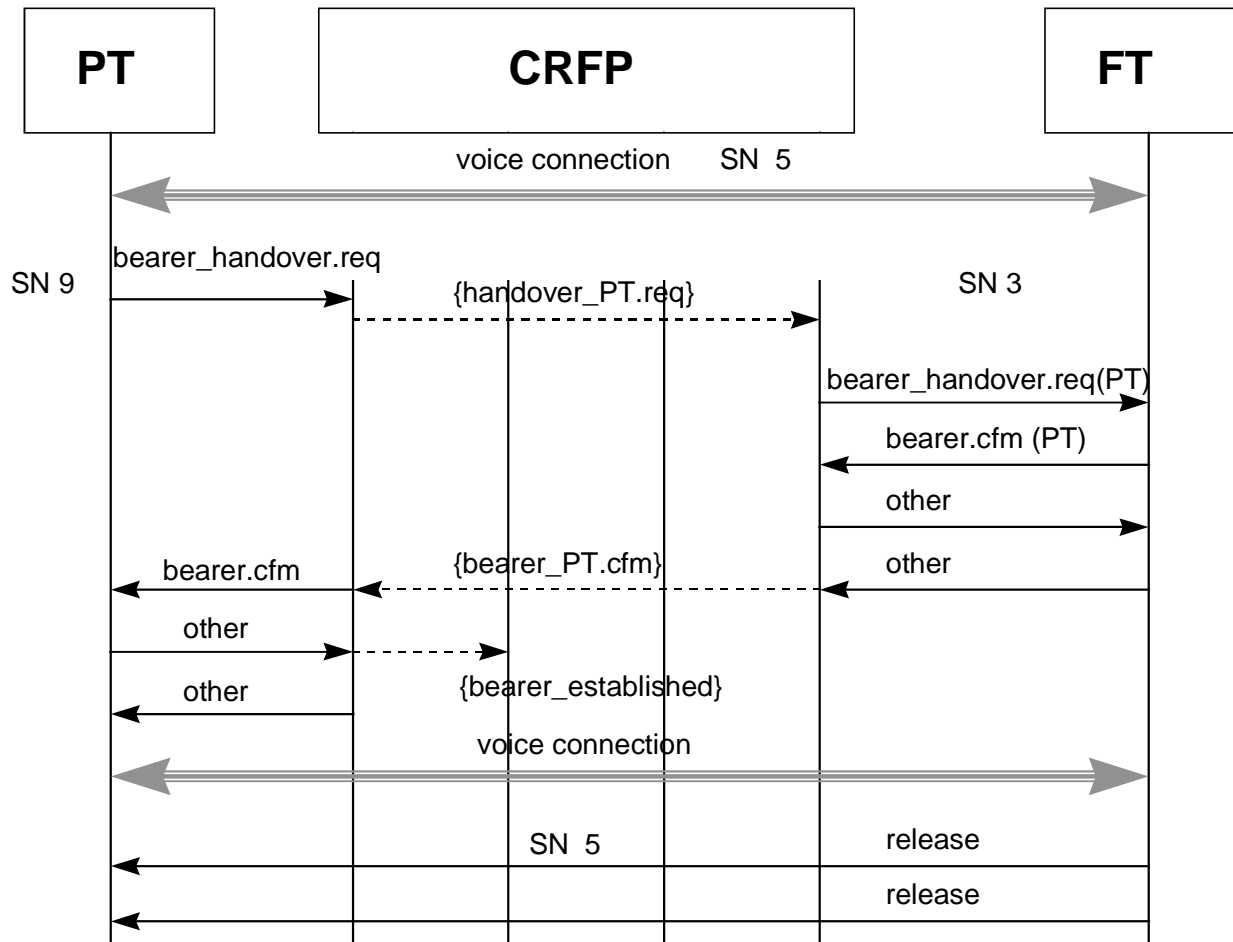 PT CRFP FT
voice connection SN 5
bearer_handover.req
SN 9 {handover_PT.req} SN 3
bearer_handover.req(PT)
bearer.cfm (PT)
other
bearer.cfm {bearer_PT.cfm} other
other
other {bearer_established}
voice connection
SN 5 release
release